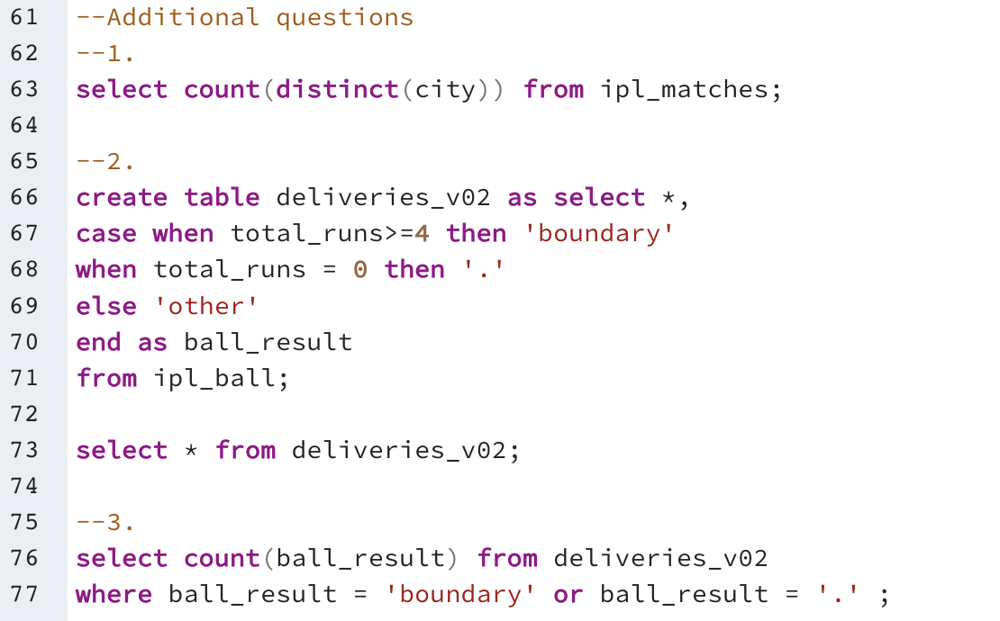 61 --Additional questions
62 --1.
63 select count(distinct(city)) from ipl_matches;
64
65 --2.
66 create table deliveries_v02 as select *,
67 case when total_runs>=4 then 'boundary'
68 when total_runs = 0 then '.'
69 else 'other'
70 end as ball_result
71 from ipl_ball;
72
73 select * from deliveries_v02;
74
75 --3.
76 select count(ball_result) from deliveries_v02
77 where ball_result = 'boundary' or ball_result = '.' ;